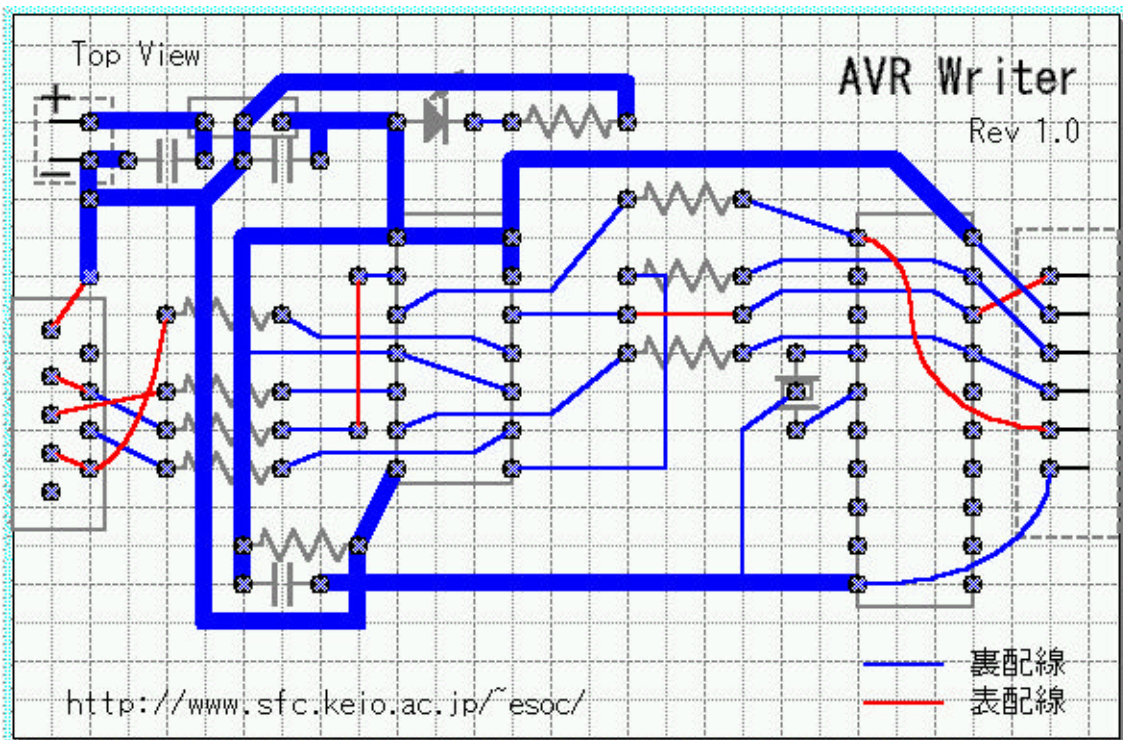 Top View
AVR Writer
Rev 1.0
+
−
裏配線
表配線
http://www.sfc.keio.ac.jp/~esoc/